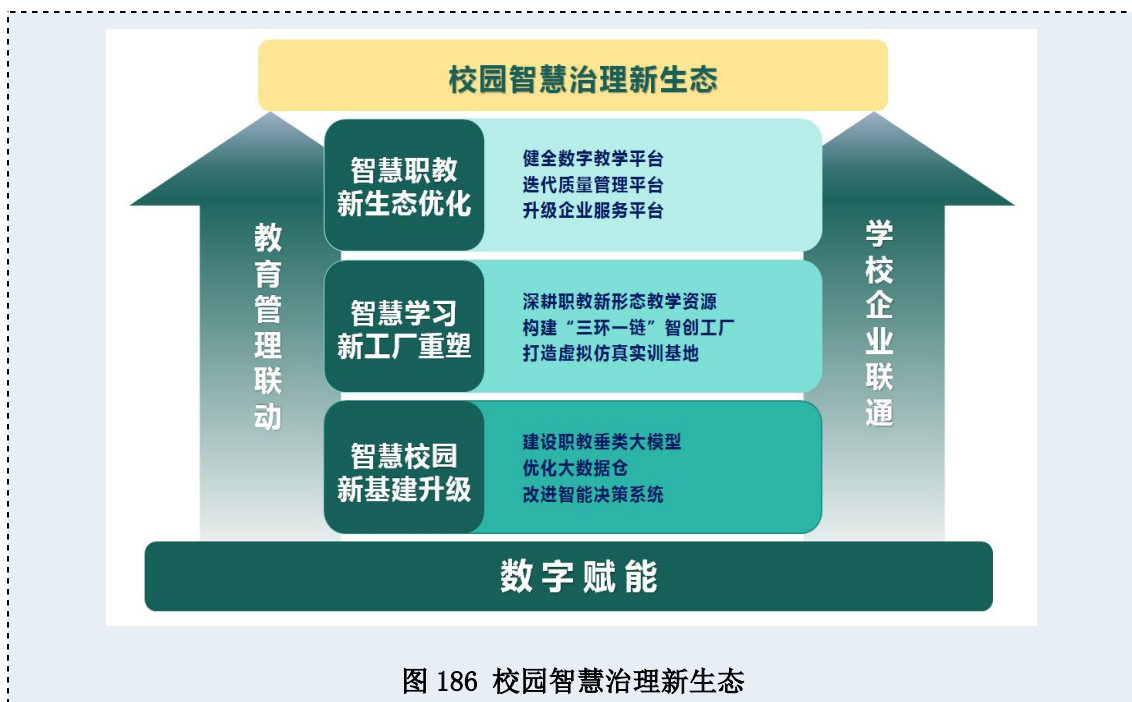 校园智慧治理新生态
教育管理联动
智慧职教
新生态优化
健全数字教学平台
迭代质量管理平台
升级企业服务平台
智慧学习
新工厂重塑
深耕职教新形态教学资源
构建“三环一链”智创工厂
打造虚拟仿真实训基地
智慧校园
新基建升级
建设职教垂类大模型
优化大数据仓
改进智能决策系统
学校企业联通
数字赋能
图 186 校园智慧治理新生态